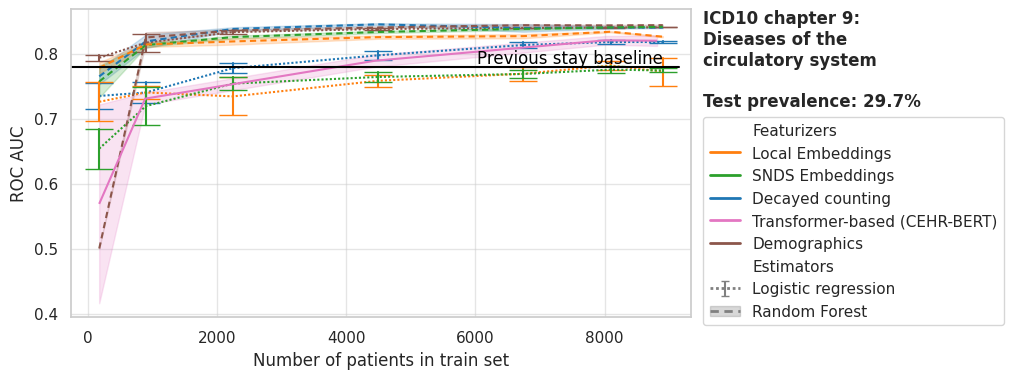 ICD10 chapter 9:
Diseases of the
circulatory system
Test prevalence: 29.7%
Featurizers
Local Embeddings
SNDS Embeddings
Decayed counting
Transformer-based (CEHR-BERT)
Demographics
Estimators
Logistic regression
Random Forest
Previous stay baseline
ROC AUC
0.8
0.7
0.6
0.5
0.4
0
2000
4000
6000
8000
Number of patients in train set